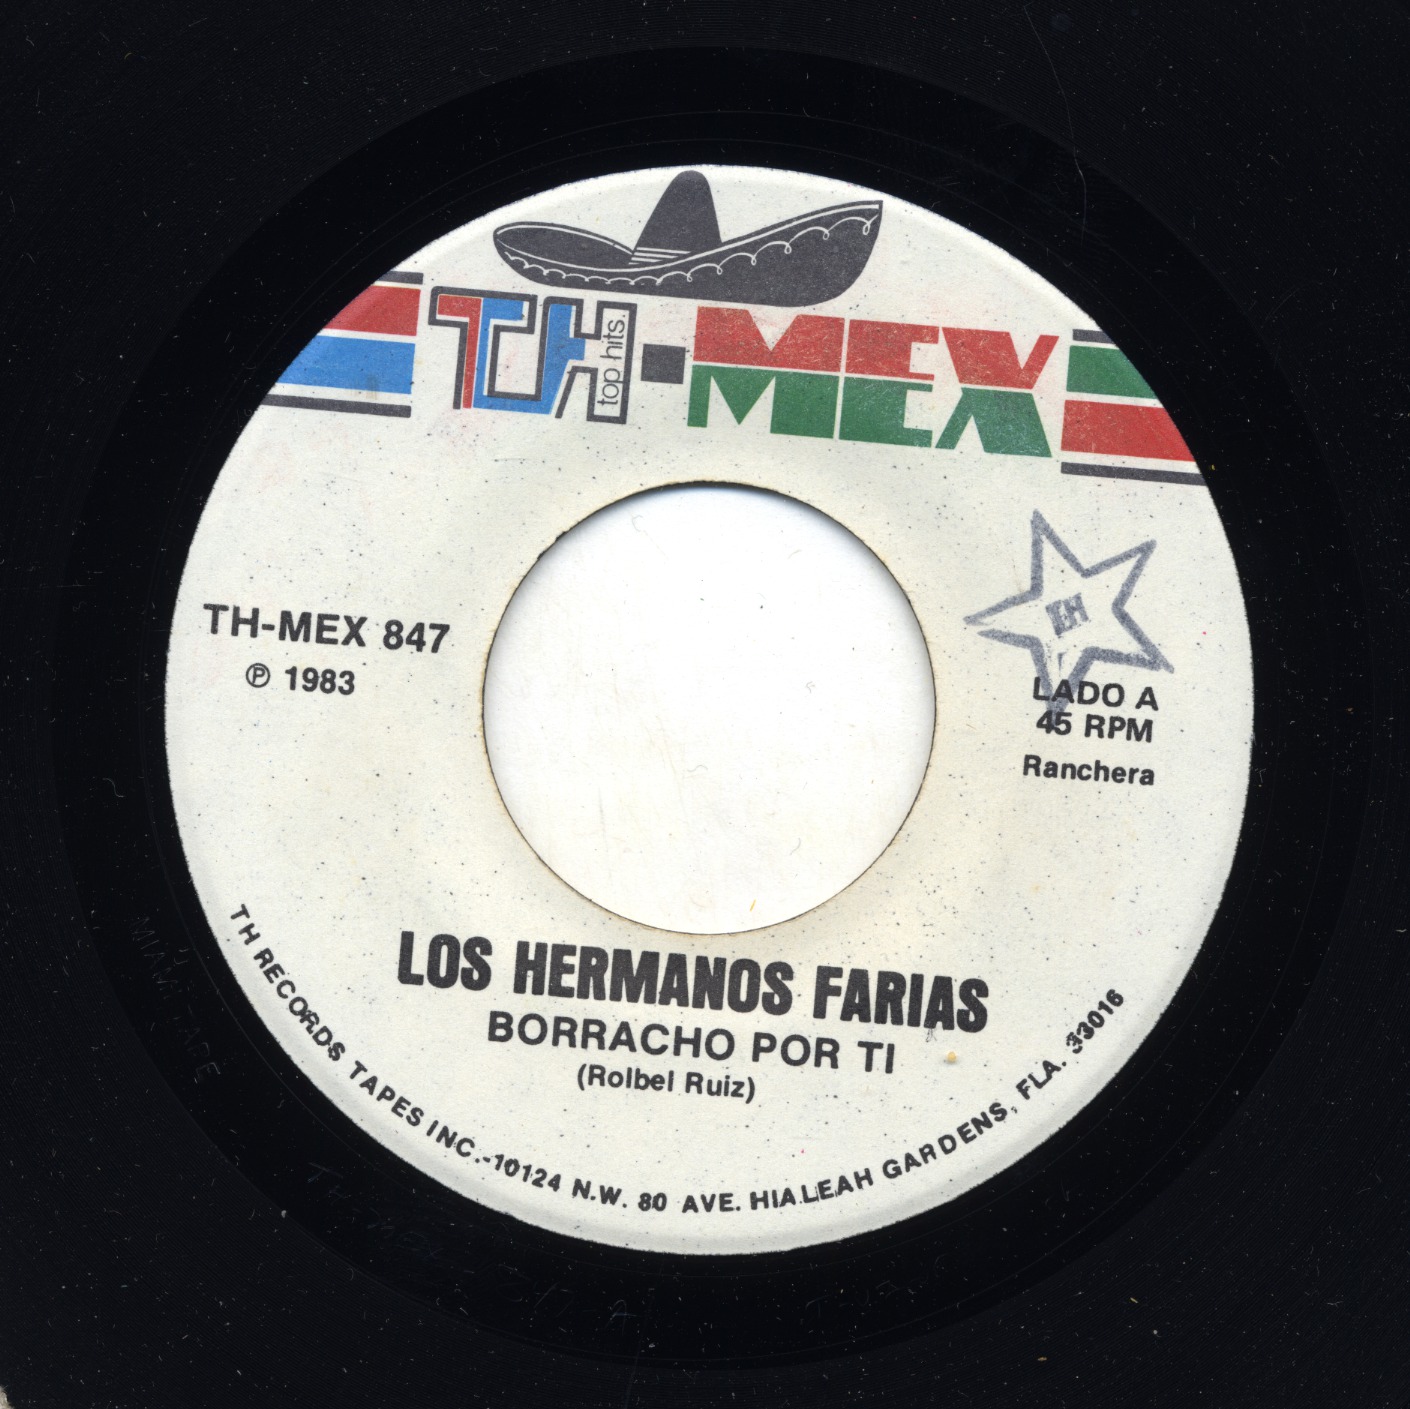 TH top hits.-MEX
TH-MEX 847
℗ 1983
LADO A
45 RPM
Ranchera
LOS HERMANOS FARIAS
BORRACHO POR TI
(Rolbel Ruiz)
TH RECORDS TAPES INC.-10124 N.W. 80 AVE. HIALEAH GARDENS, FLA. 33016